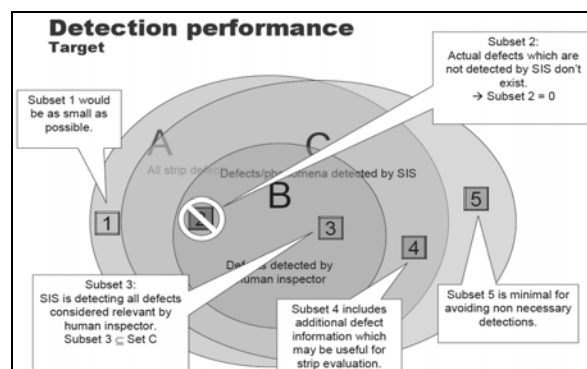 Detection performance
Target
Subset 2:
Actual defects which are
not detected by SIS don't
exist.
→ Subset 2 = 0
Subset 1 would
be as small as
possible.
A
C
All strip defec
Defects/phenomena detected by SIS
B
1
2
3
4
5
Defects detected by
human inspector
Subset 3:
SIS is detecting all defects
considered relevant by
human inspector.
Subset 3 ⊆ Set C
Subset 4 includes
additional defect
information which
may be useful for
strip evaluation.
Subset 5 is minimal for
avoiding non necessary
detections.